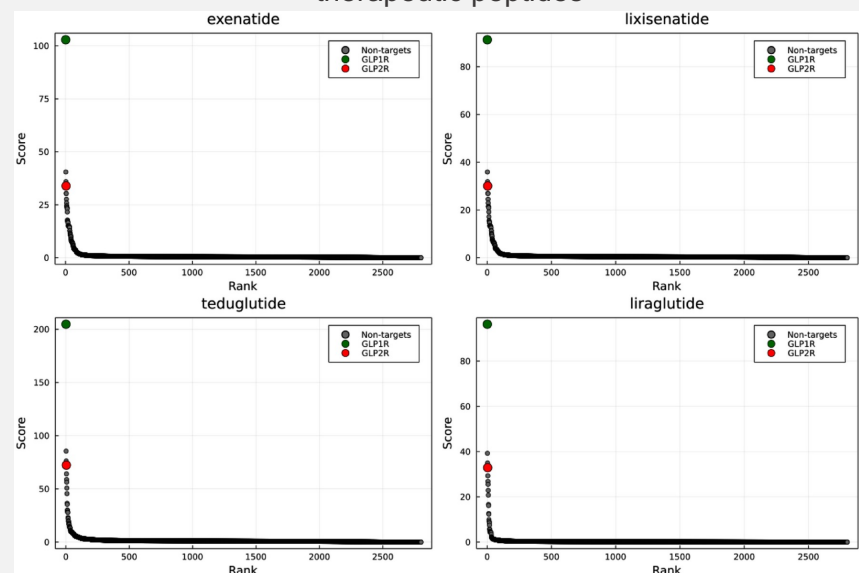 therapeutic peptides
exenatide
100
75
50
25
0
Score
0 500 1000 1500 2000 2500
Rank
Non-targets
GLP1R
GLP2R
lixisenatide
80
60
40
20
0
Score
0 500 1000 1500 2000 2500
Rank
Non-targets
GLP1R
GLP2R
teduglutide
200
150
100
50
0
Score
0 500 1000 1500 2000 2500
Rank
Non-targets
GLP1R
GLP2R
liraglutide
80
60
40
20
0
Score
0 500 1000 1500 2000 2500
Rank
Non-targets
GLP1R
GLP2R